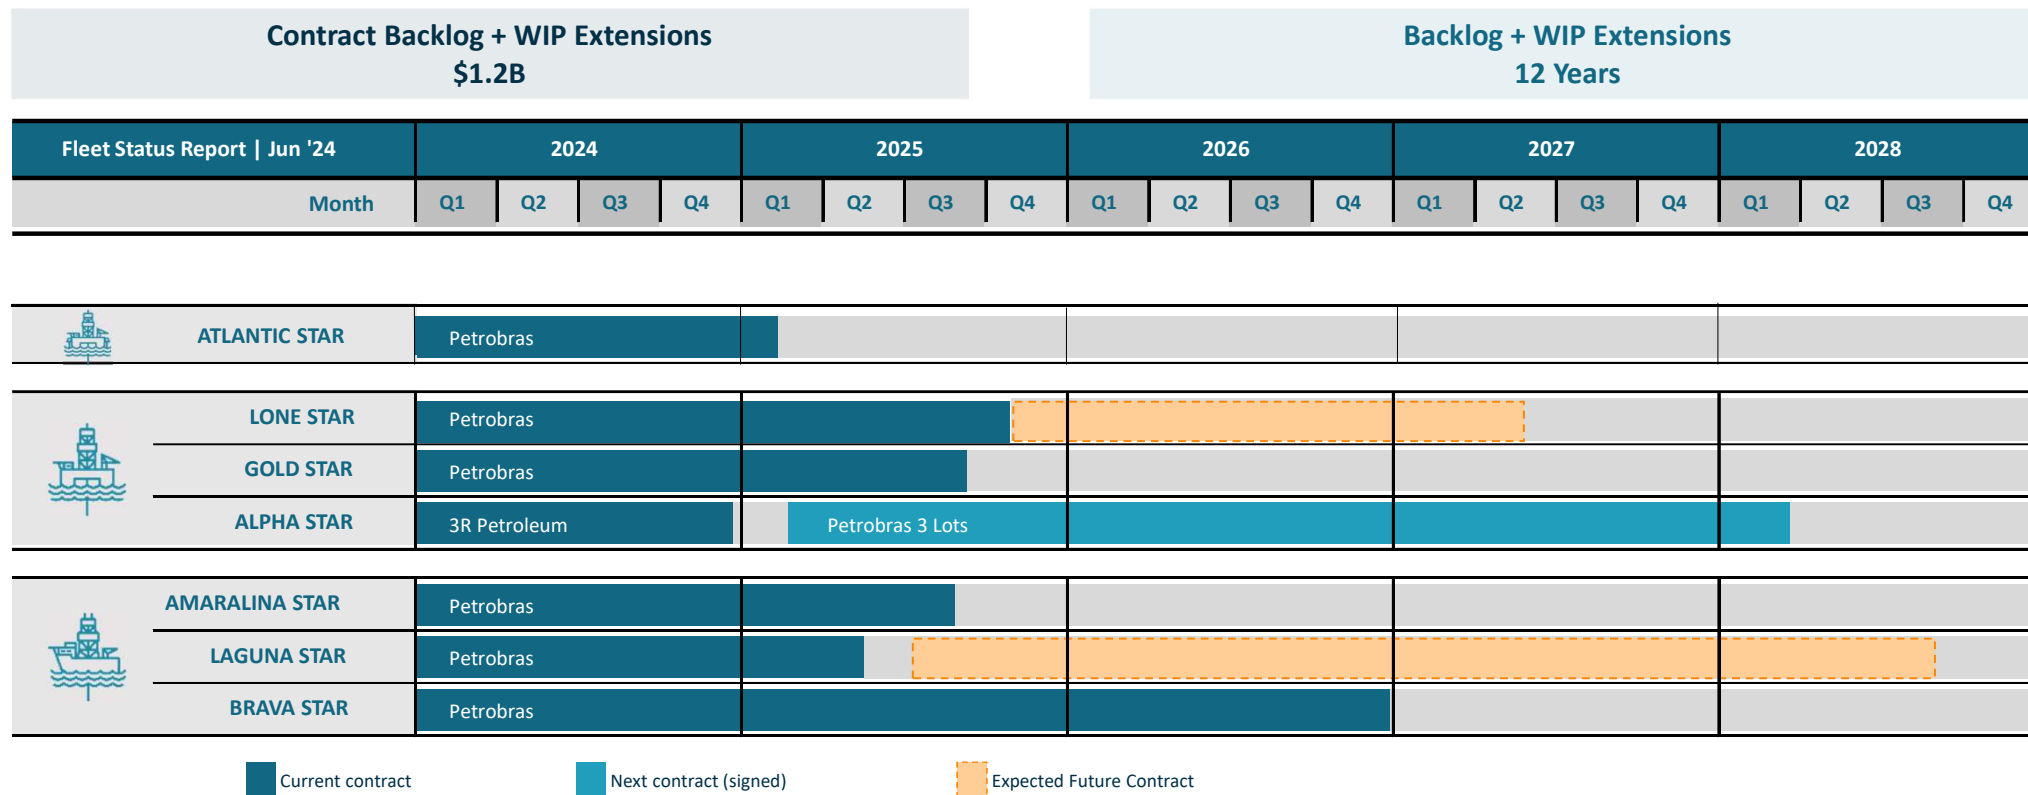 Contract Backlog + WIP Extensions
$1.2B
Backlog + WIP Extensions
12 Years
Fleet Status Report | Jun '24 2024 2025 2026 2027 2028
Month Q1 Q2 Q3 Q4 Q1 Q2 Q3 Q4 Q1 Q2 Q3 Q4 Q1 Q2 Q3 Q4 Q1 Q2 Q3 Q4
ATLANTIC STAR Petrobras
LONE STAR Petrobras
GOLD STAR Petrobras
ALPHA STAR 3R Petroleum Petrobras 3 Lots
AMARALINA STAR Petrobras
LAGUNA STAR Petrobras
BRAVA STAR Petrobras
Current contract Next contract (signed) Expected Future Contract